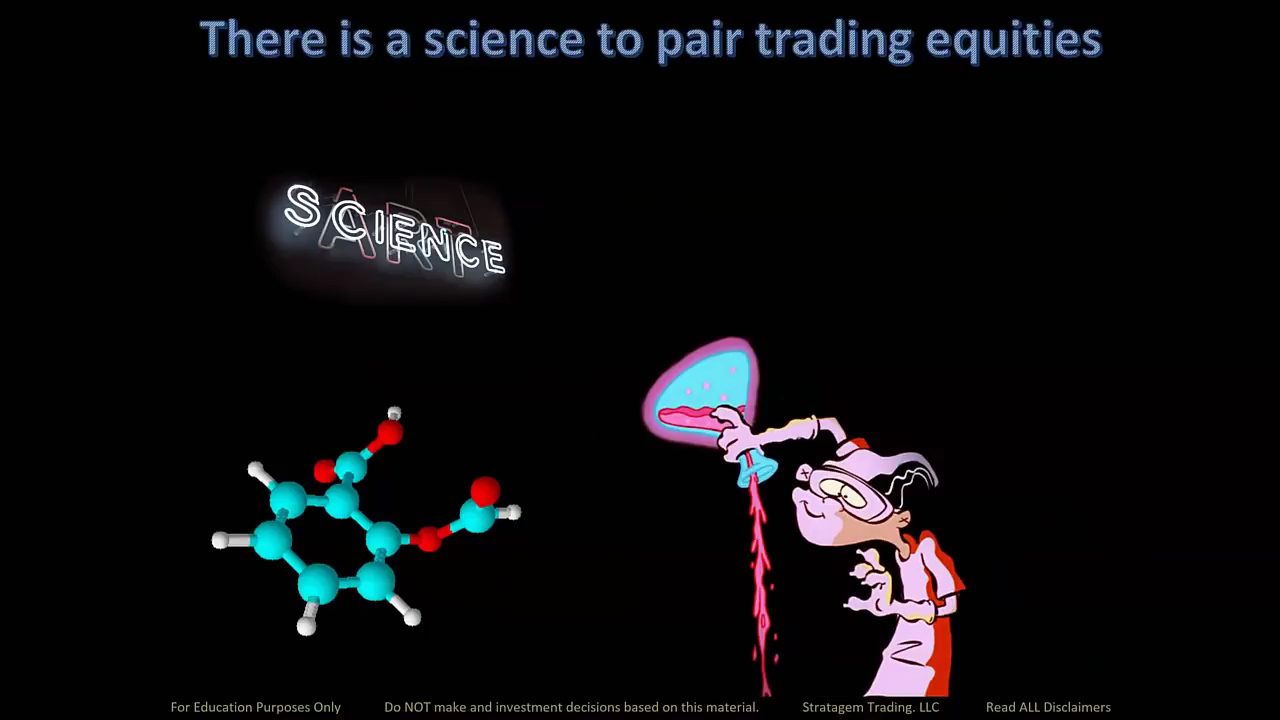 There is a science to pair trading equities
SCIENCE
ART
For Education Purposes Only
Do NOT make and investment decisions based on this material.
Stratagem Trading. LLC
Read ALL Disclaimers